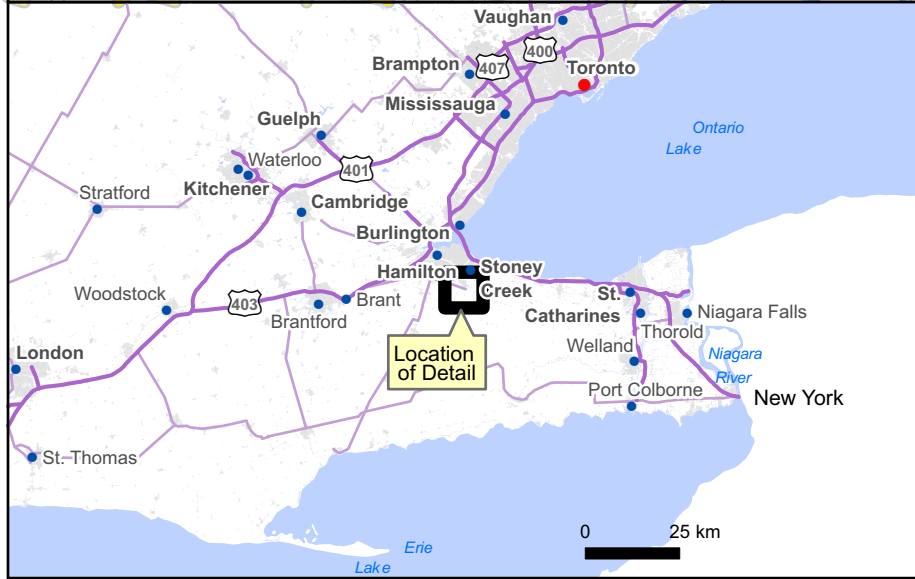 Vaughan
400
407
Brampton
Toronto
Mississauga
Guelph
Ontario
Lake
Waterloo
401
Kitchener
Stratford
Cambridge
Burlington
Hamilton
Stoney
Creek
Woodstock
403
Brant
Brantford
St.
Catharines
Niagara Falls
Thorold
Welland
Niagara
River
London
Location
of Detail
Port Colborne
New York
St. Thomas
0
25 km
Erie
Lake